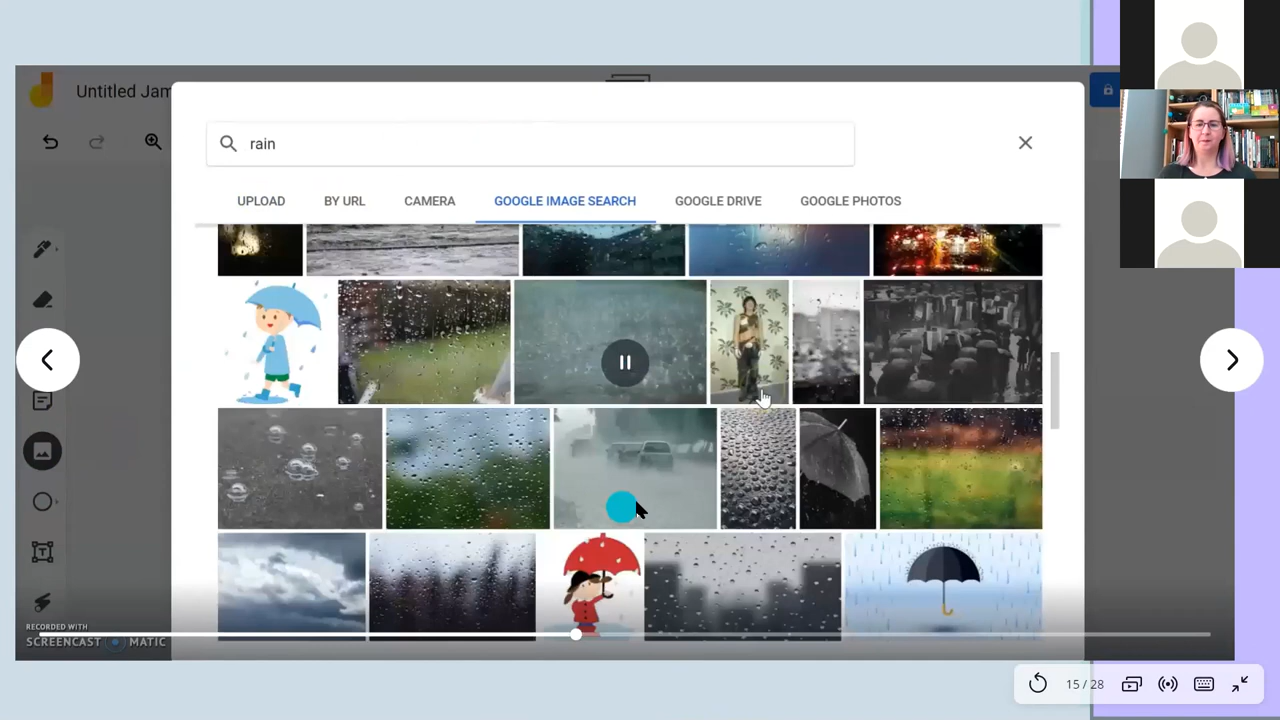 Untitled Jam
rain
UPLOAD
BY URL
CAMERA
GOOGLE IMAGE SEARCH
GOOGLE DRIVE
GOOGLE PHOTOS
RECORDED WITH
SCREENCAST MATIC
15 / 28